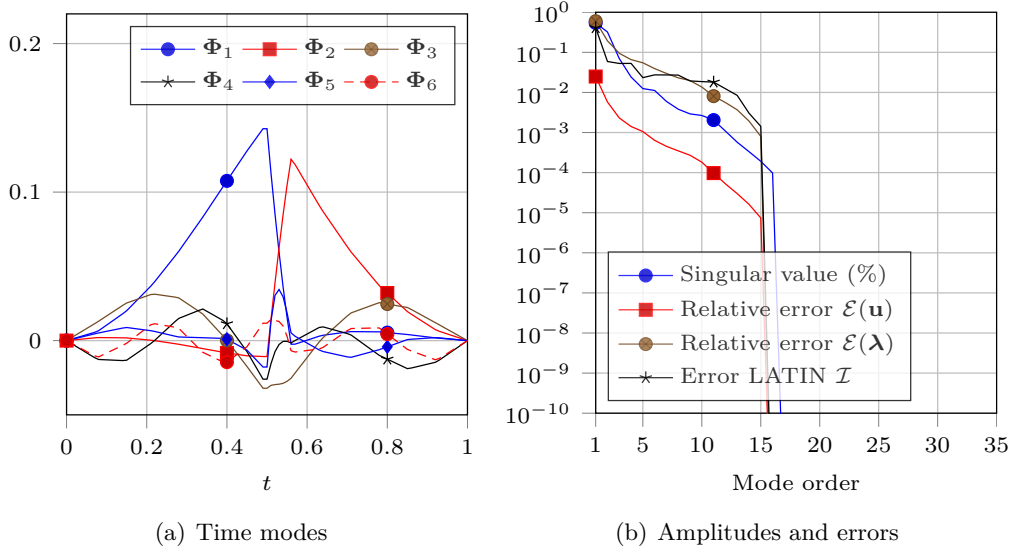 0.2
0.1
0
Φ1 Φ2 Φ3
Φ4 Φ5 Φ6
0 0.2 0.4 0.6 0.8 1
t
(a) Time modes
10^0
10^−1
10^−2
10^−3
10^−4
10^−5
10^−6
10^−7
10^−8
10^−9
10^−10
Singular value (%)
Relative error ℰ(u)
Relative error ℰ(λ)
Error LATIN ℐ
1 5 10 15 20 25 30 35
Mode order
(b) Amplitudes and errors